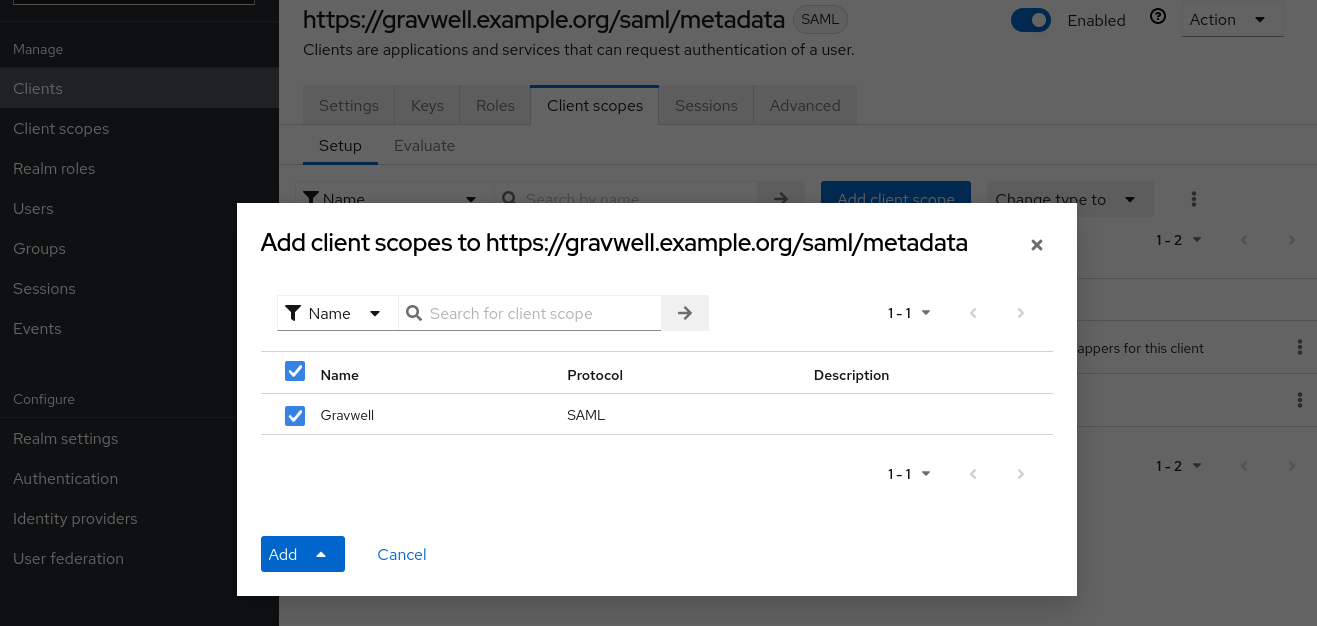 https://gravwell.example.org/saml/metadata SAML
Enabled
Action
Clients are applications and services that can request authentication of a user.
Manage
Clients
Client scopes
Realm roles
Users
Groups
Sessions
Events
Configure
Realm settings
Authentication
Identity providers
User federation
Settings Keys Roles Client scopes Sessions Advanced
Setup Evaluate
Name Search by name Add client scope Change type to
1 - 2
appers for this client
1 - 2
Add client scopes to https://gravwell.example.org/saml/metadata
Name Search for client scope 1 - 1
Name Protocol Description
Gravwell SAML
1 - 1
Add Cancel